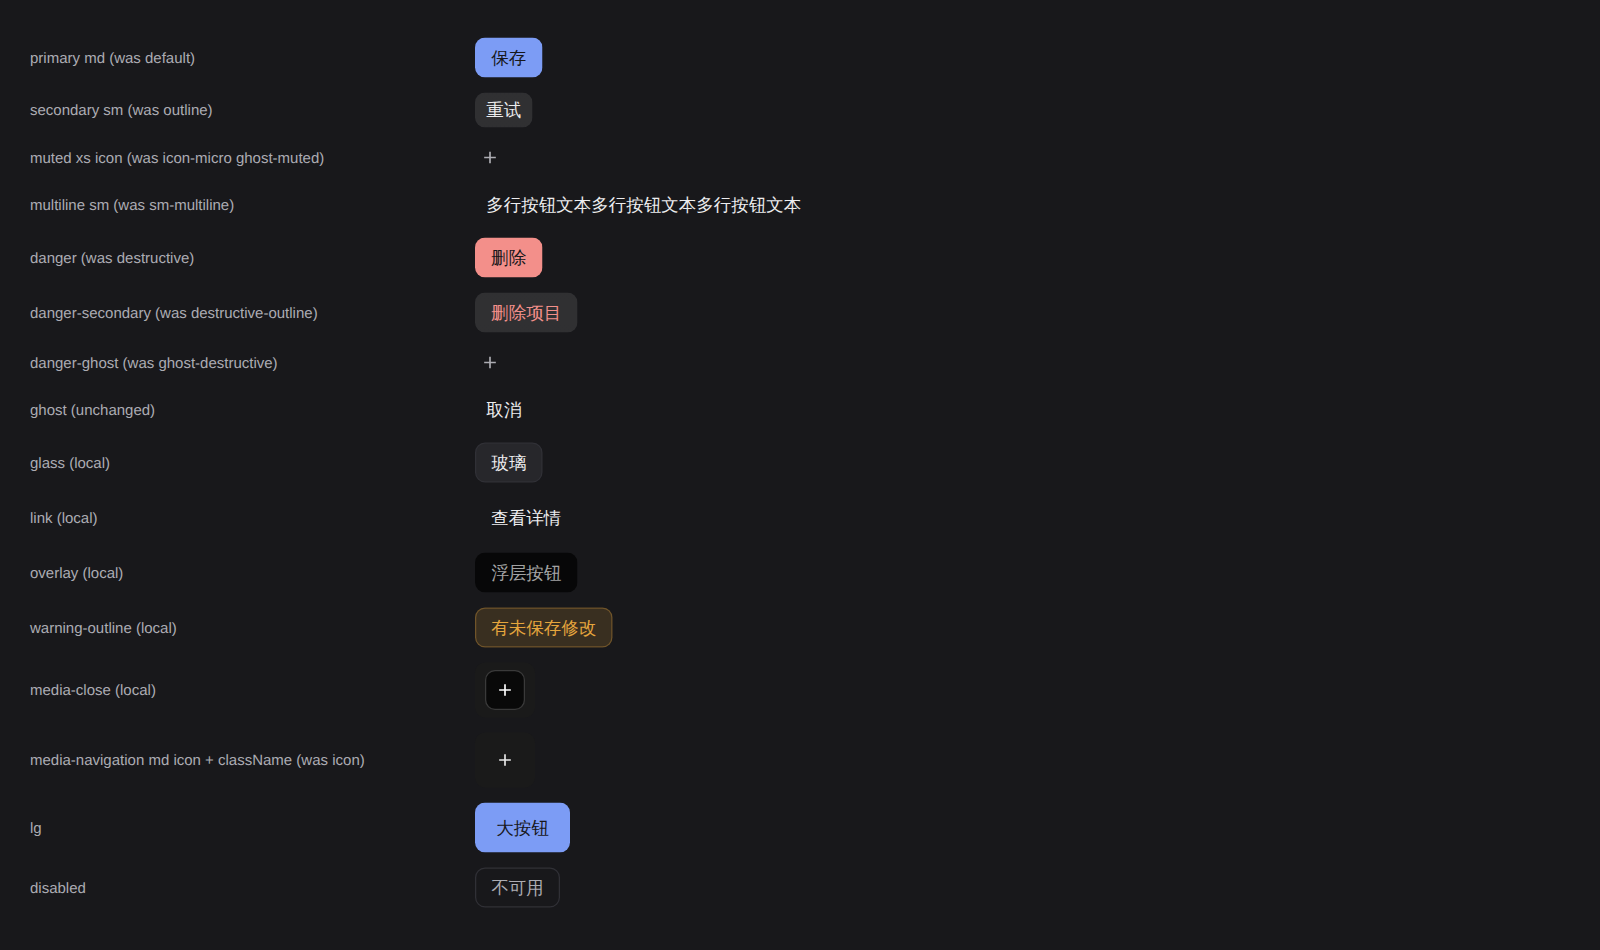 primary md (was default) 保存
secondary sm (was outline) 重试
muted xs icon (was icon-micro ghost-muted) +
multiline sm (was sm-multiline) 多行按钮文本多行按钮文本多行按钮文本
danger (was destructive) 删除
danger-secondary (was destructive-outline) 删除项目
danger-ghost (was ghost-destructive) +
ghost (unchanged) 取消
glass (local) 玻璃
link (local) 查看详情
overlay (local) 浮层按钮
warning-outline (local) 有未保存修改
media-close (local) +
media-navigation md icon + className (was icon) +
lg 大按钮
disabled 不可用